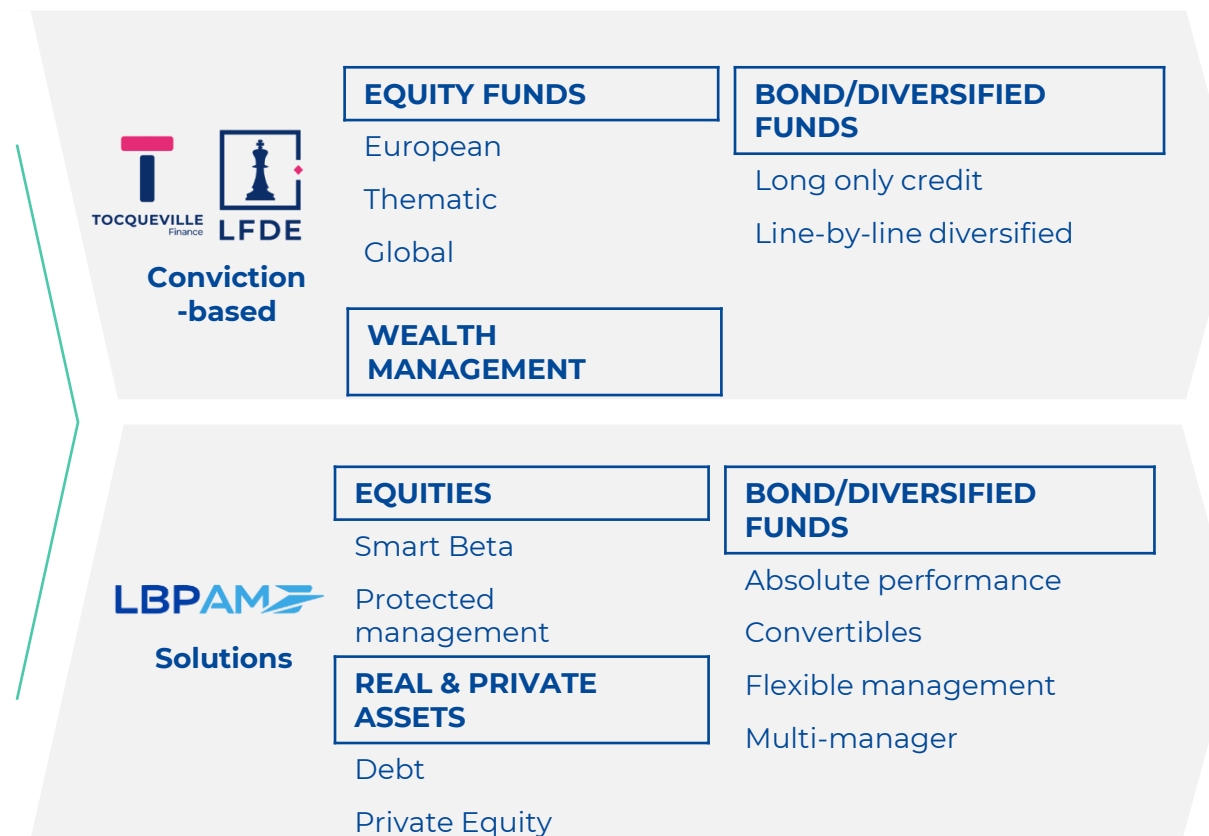 TOCQUEVILLE
Finance
LFDE
Conviction
-based
EQUITY FUNDS
European
Thematic
Global
WEALTH
MANAGEMENT
BOND/DIVERSIFIED
FUNDS
Long only credit
Line-by-line diversified
LBPAM
Solutions
EQUITIES
Smart Beta
Protected
management
REAL & PRIVATE
ASSETS
Debt
Private Equity
BOND/DIVERSIFIED
FUNDS
Absolute performance
Convertibles
Flexible management
Multi-manager